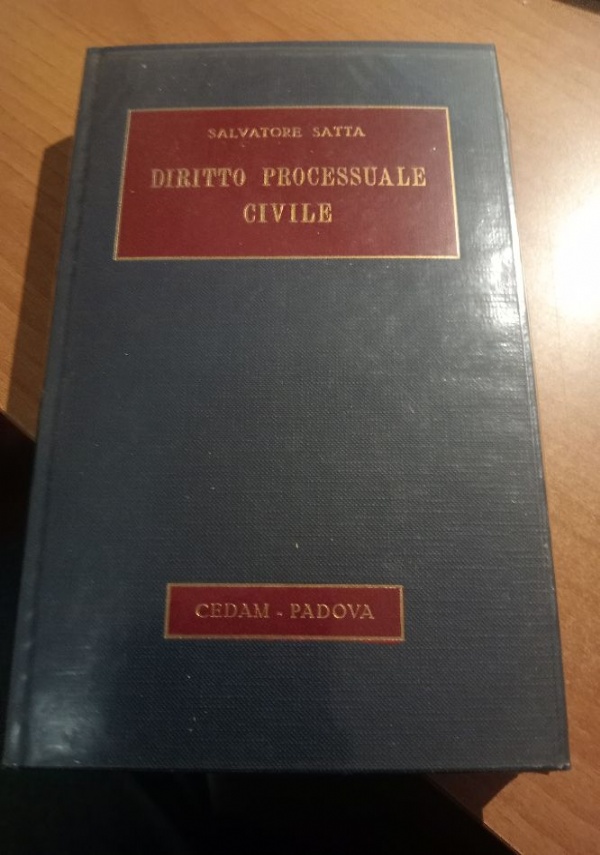 SALVATORE SATTA
DIRITTO PROCESSUALE
CIVILE
CEDAM - PADOVA